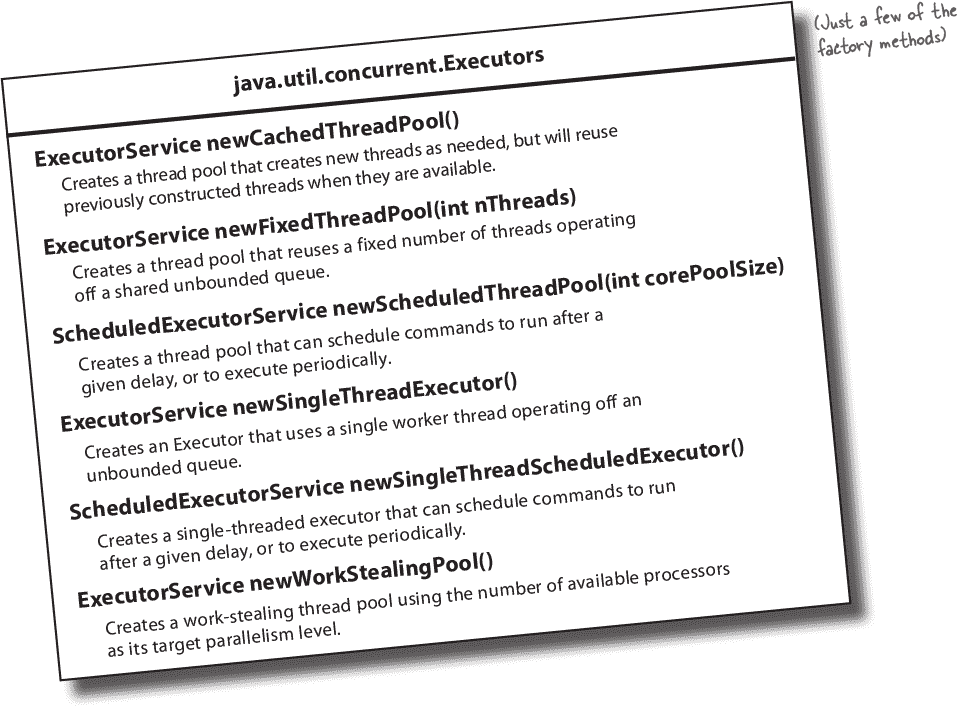 (Just a few of the
factory methods)
java.util.concurrent.Executors
ExecutorService newCachedThreadPool()
Creates a thread pool that creates new threads as needed, but will reuse
previously constructed threads when they are available.
ExecutorService newFixedThreadPool(int nThreads)
Creates a thread pool that reuses a fixed number of threads operating
off a shared unbounded queue.
ScheduledExecutorService newScheduledThreadPool(int corePoolSize)
Creates a thread pool that can schedule commands to run after a
given delay, or to execute periodically.
ExecutorService newSingleThreadExecutor()
Creates an Executor that uses a single worker thread operating off an
unbounded queue.
ScheduledExecutorService newSingleThreadScheduledExecutor()
Creates a single-threaded executor that can schedule commands to run
after a given delay, or to execute periodically.
ExecutorService newWorkStealingPool()
Creates a work-stealing thread pool using the number of available processors
as its target parallelism level.